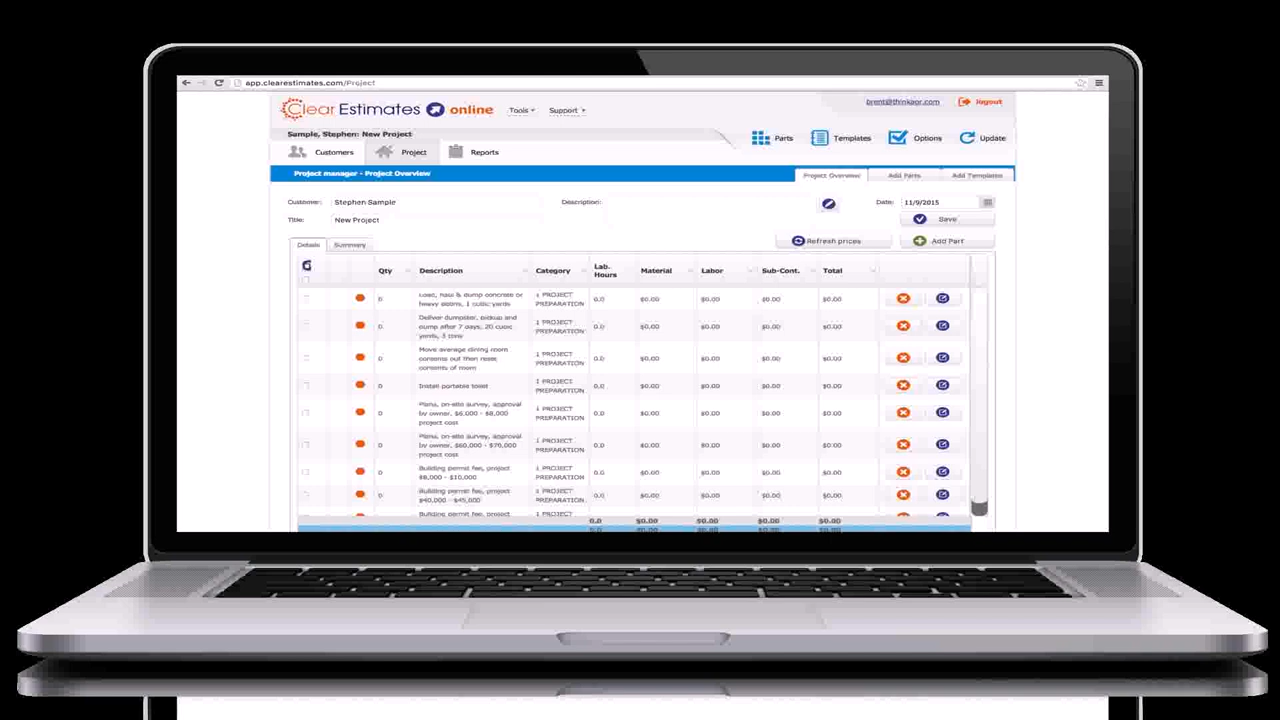 app.clearestimates.com/Project
Clear Estimates online Tools Support
brent@thinkaor.com logout
Sample, Stephen: New Project
Parts Templates Options Update
Customers Project Reports
Project manager - Project Overview
Project Overview Add Parts Add Templates
Customer: Stephen Sample Description: Date: 11/9/2015
Title: New Project Save
Details Summary Refresh prices Add Part
Qty Description Category Lab. Hours Material Labor Sub-Cont. Total
Load, haul & dump concrete or 1 PROJECT
0 heavy debris, 1 cubic yards PREPARATION 0.0 $0.00 $0.00 $0.00 $0.00
Deliver dumpster, pickup and 1 PROJECT
0 dump after 7 days, 20 cubic PREPARATION 0.0 $0.00 $0.00 $0.00 $0.00
yards, 3 tons
Move average dining room 1 PROJECT
0 contents out then reset PREPARATION 0.0 $0.00 $0.00 $0.00 $0.00
contents of room
0 Install portable toilet 1 PROJECT PREPARATION 0.0 $0.00 $0.00 $0.00 $0.00
Plans, on-site survey, approval 1 PROJECT
0 by owner, $6,000 - $8,000 PREPARATION 0.0 $0.00 $0.00 $0.00 $0.00
project cost
Plans, on-site survey, approval 1 PROJECT
0 by owner, $60,000 - $70,000 PREPARATION 0.0 $0.00 $0.00 $0.00 $0.00
project cost
Building permit fee, project 1 PROJECT
0 $8,000 - $10,000 PREPARATION 0.0 $0.00 $0.00 $0.00 $0.00
Building permit fee, project 1 PROJECT
0 $40,000 - $45,000 PREPARATION 0.0 $0.00 $0.00 $0.00 $0.00
Building permit fee, project 1 PROJECT
0.0 $0.00 $0.00 $0.00 $0.00